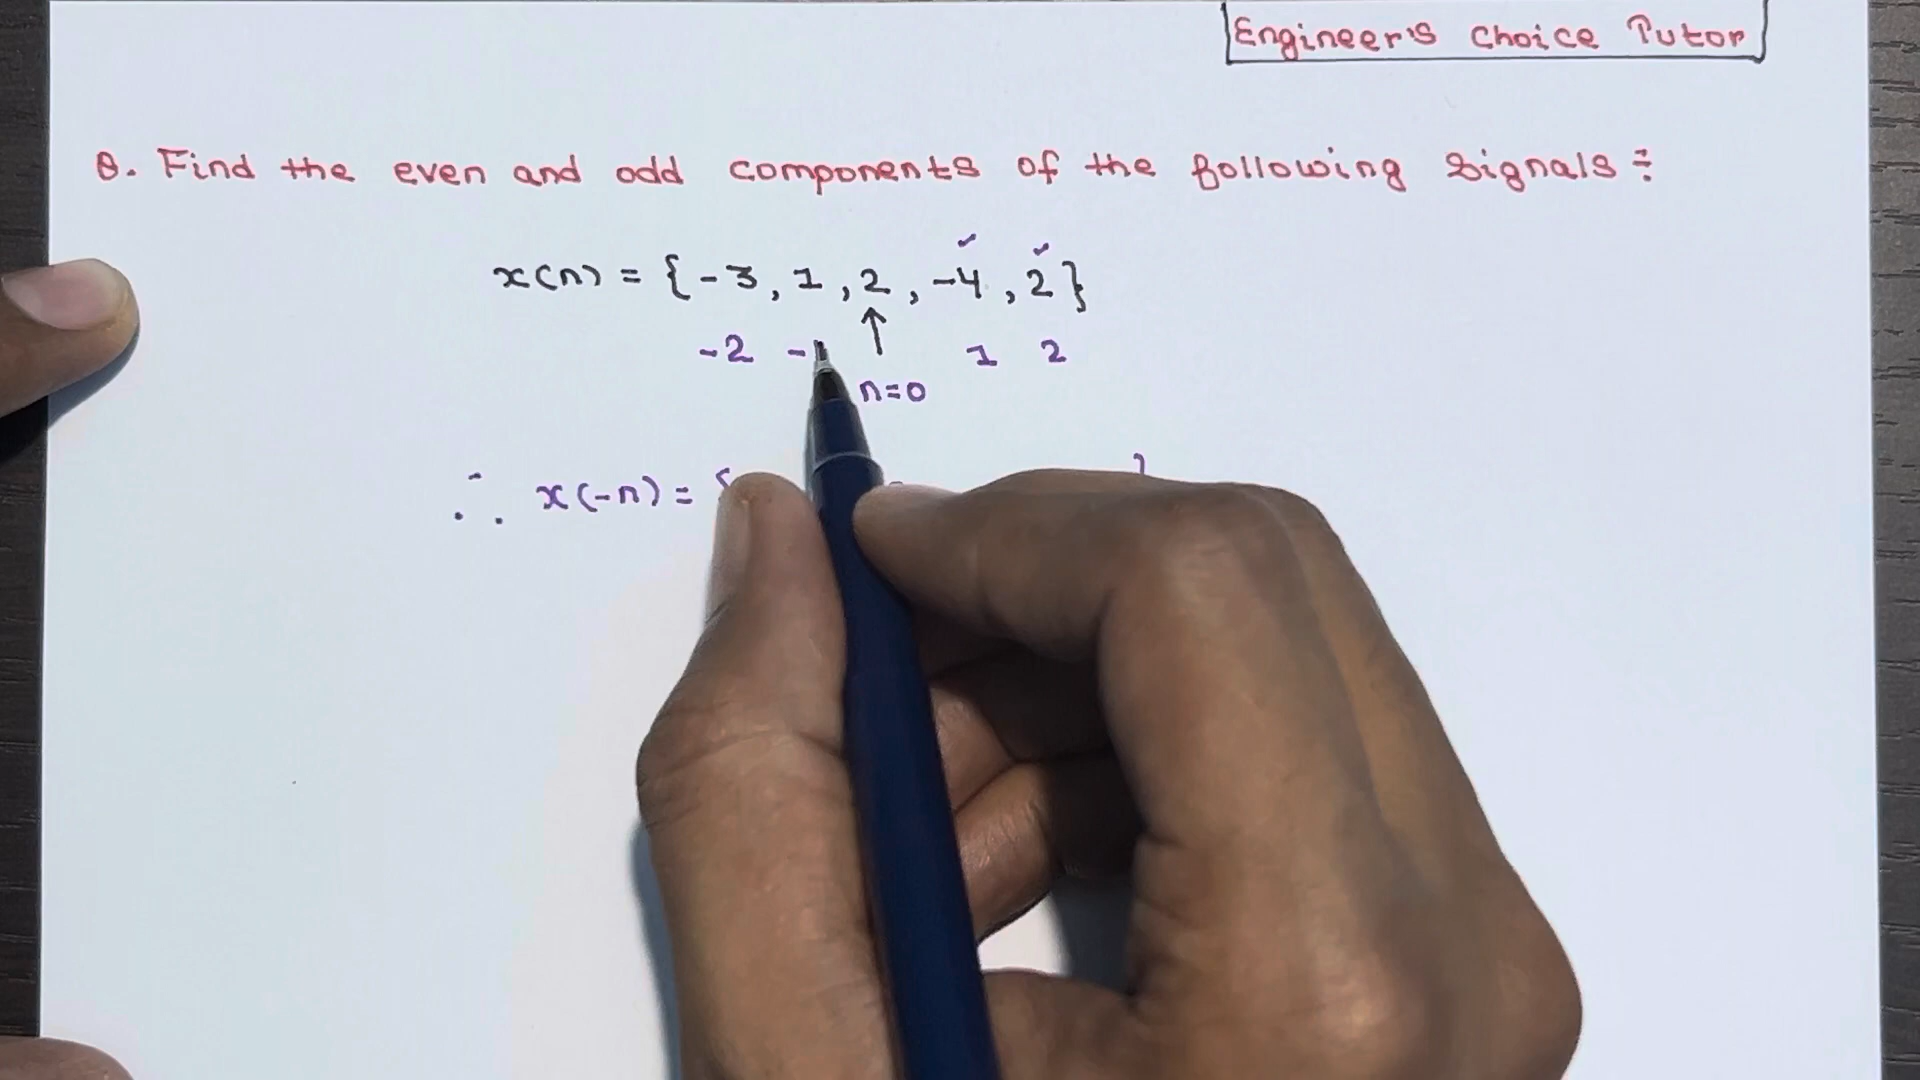 Engineer's Choice Tutor
Q. Find the even and odd components of the following signals :-
x(n) = {-3, 1, 2, -4, 2}
↑
-2 -1 1 2
n=0
∴ x(-n) = {
}